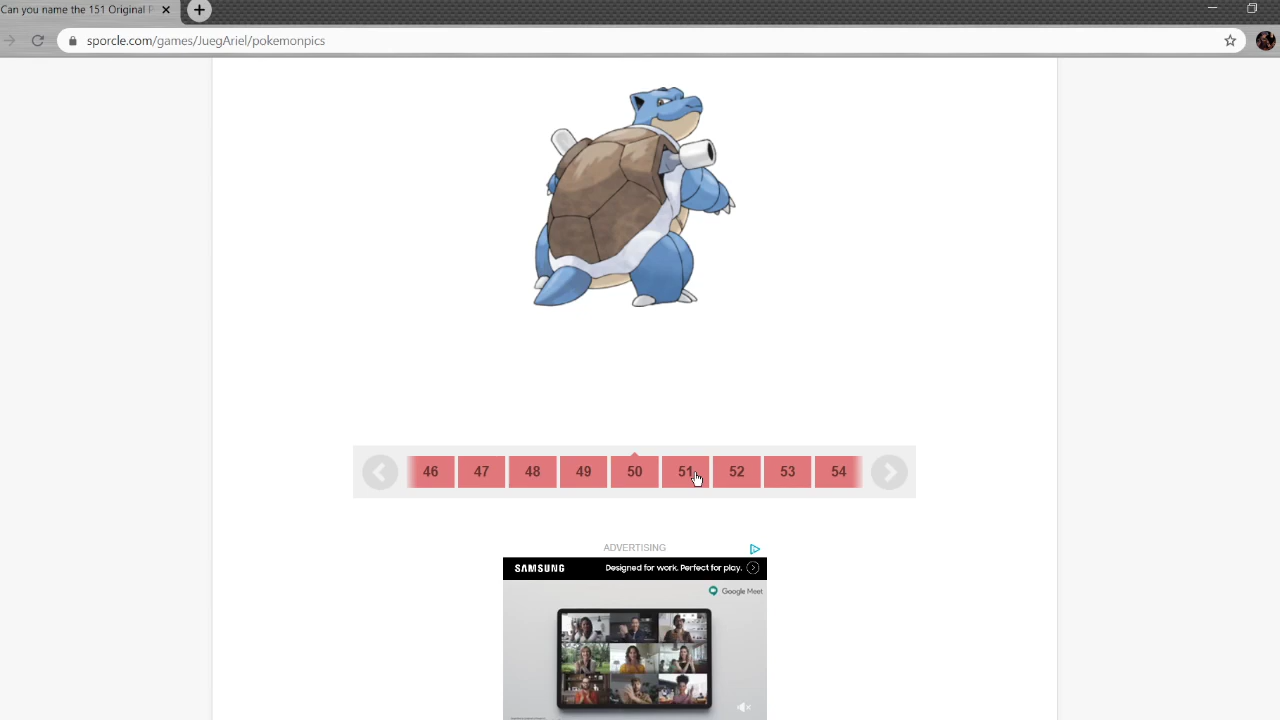 Can you name the 151 Original P
sporcle.com/games/JuegAriel/pokemonpics
46 47 48 49 50 51 52 53 54
ADVERTISING
SAMSUNG Designed for work. Perfect for play.
Google Meet